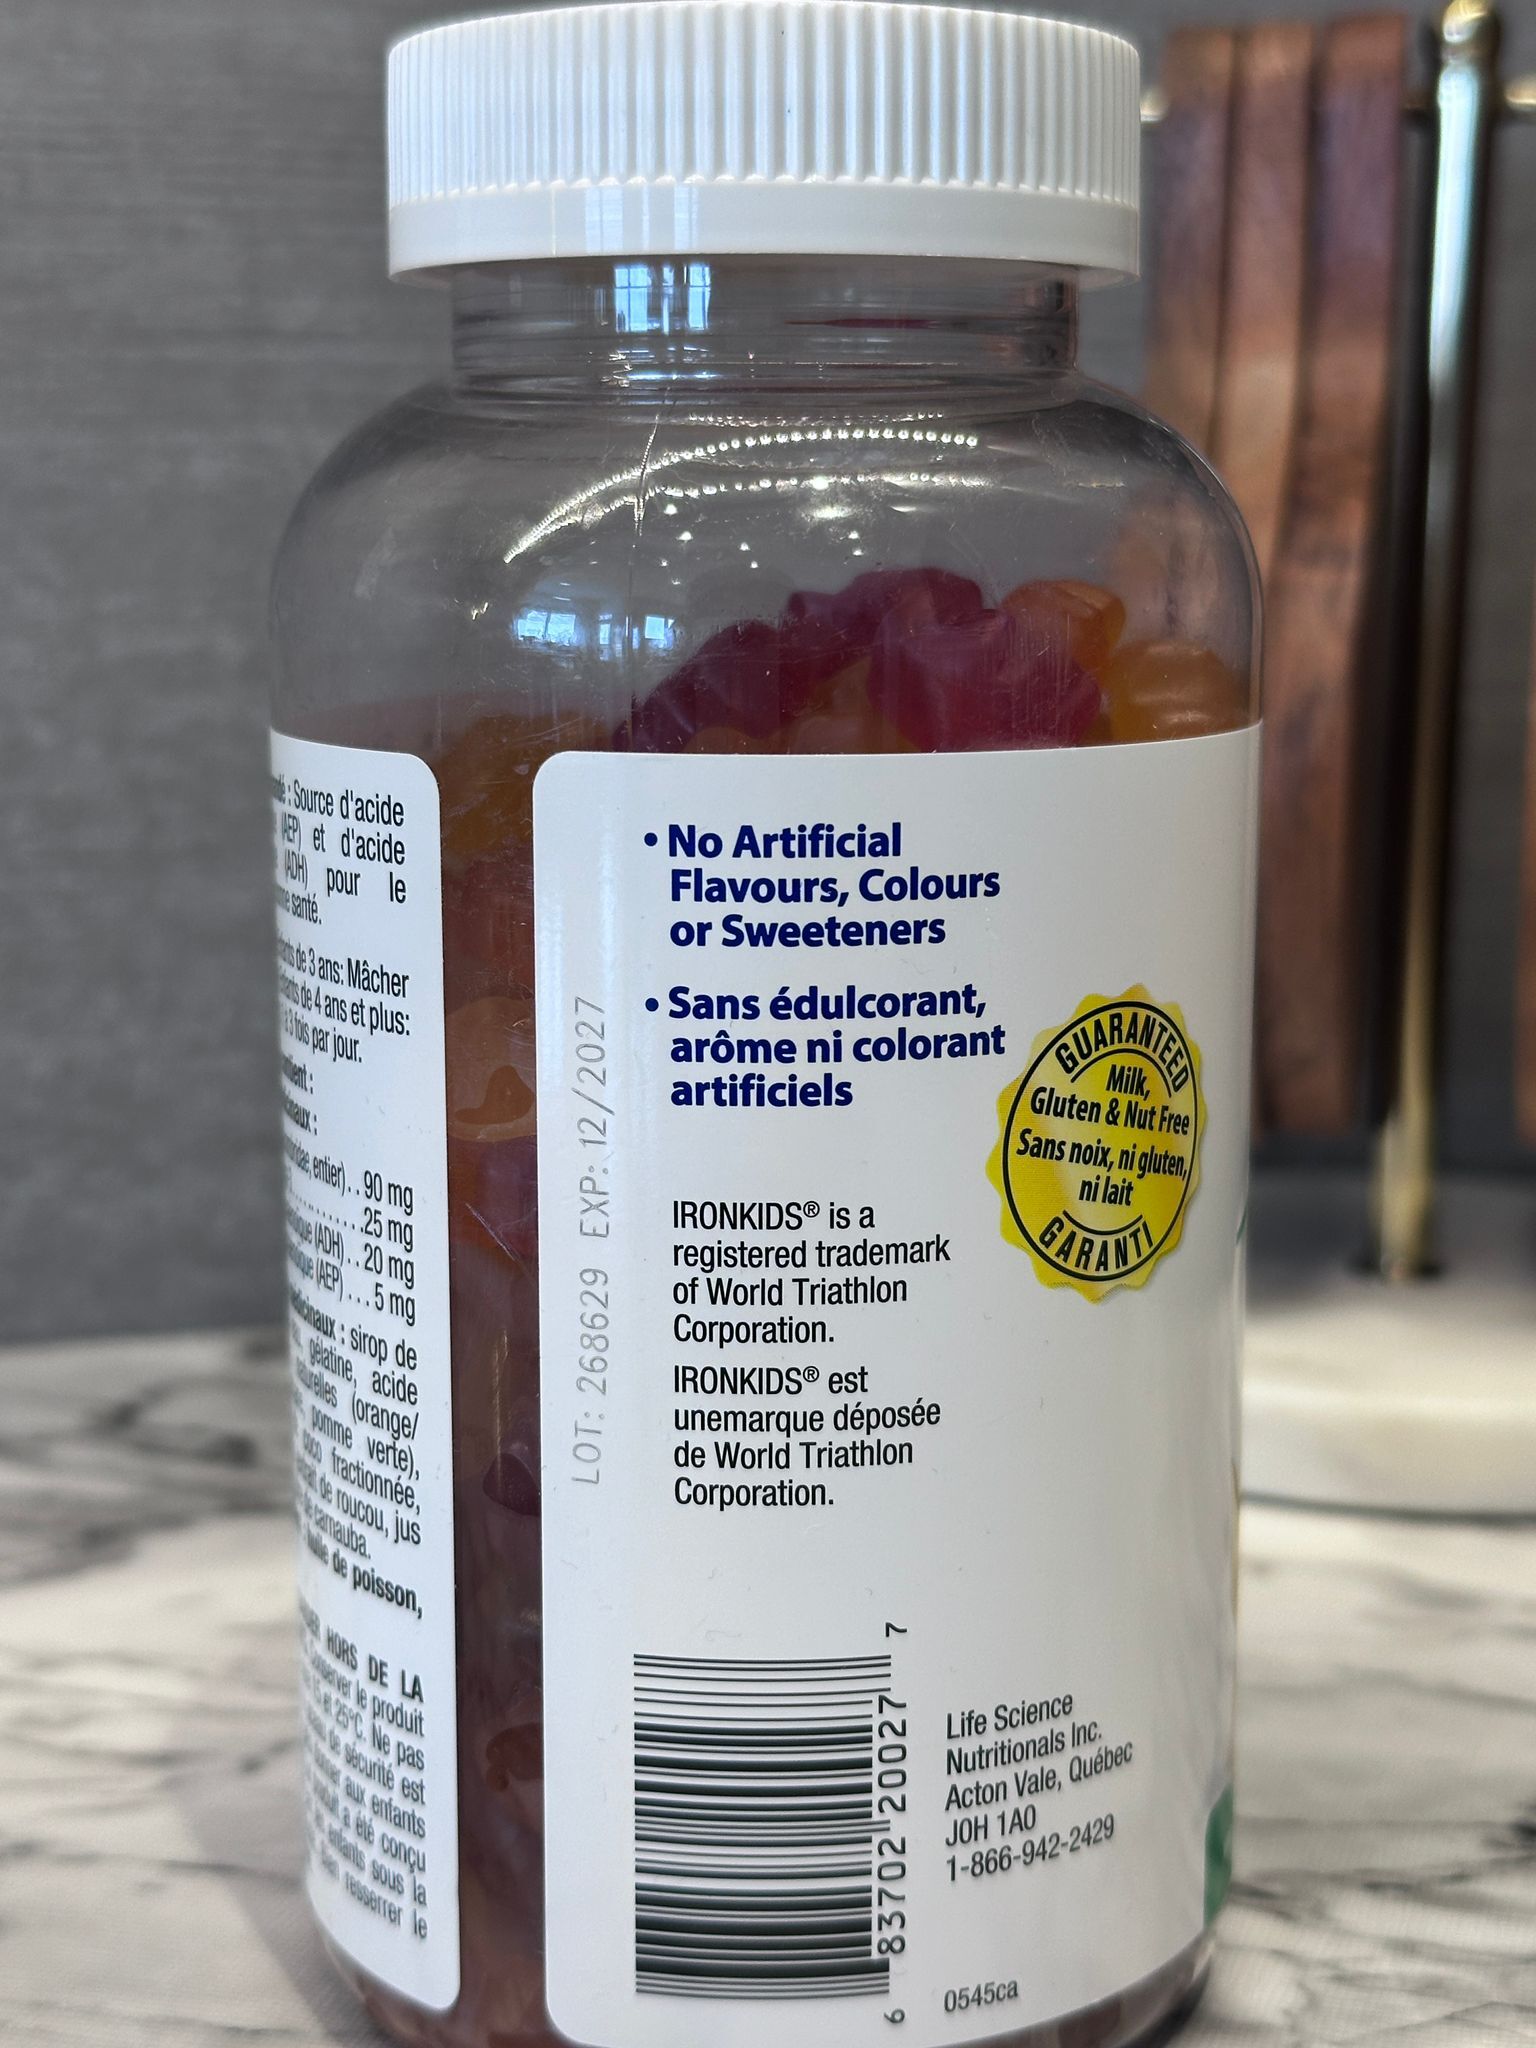 : Source d'acide
(AEP) et d'acide
(ADH) pour le
santé.
de 3 ans: Mâcher
de 4 ans et plus:
à 3 fois par jour.
entier)..90 mg
25 mg
(ADH)..20 mg
(AEP)...5 mg
: sirop de
gélatine, acide
naturelles (orange/
pomme verte),
coco fractionnée,
de roucou, jus
carnauba.
huile de poisson,
HORS DE LA
Conserver le produit
15 et 25°C. Ne pas
de sécurité est
aux enfants
a été conçu
enfants sous la
resserrer le
LOT: 268629 EXP: 12/2027
• No Artificial
Flavours, Colours
or Sweeteners
• Sans édulcorant,
arôme ni colorant
artificiels
GUARANTEED
Milk,
Gluten & Nut Free
Sans noix, ni gluten,
ni lait
GARANTI
IRONKIDS® is a
registered trademark
of World Triathlon
Corporation.
IRONKIDS® est
unemarque déposée
de World Triathlon
Corporation.
6 83702 20027 7
Life Science
Nutritionals Inc.
Acton Vale, Québec
J0H 1A0
1-866-942-2429
0545ca